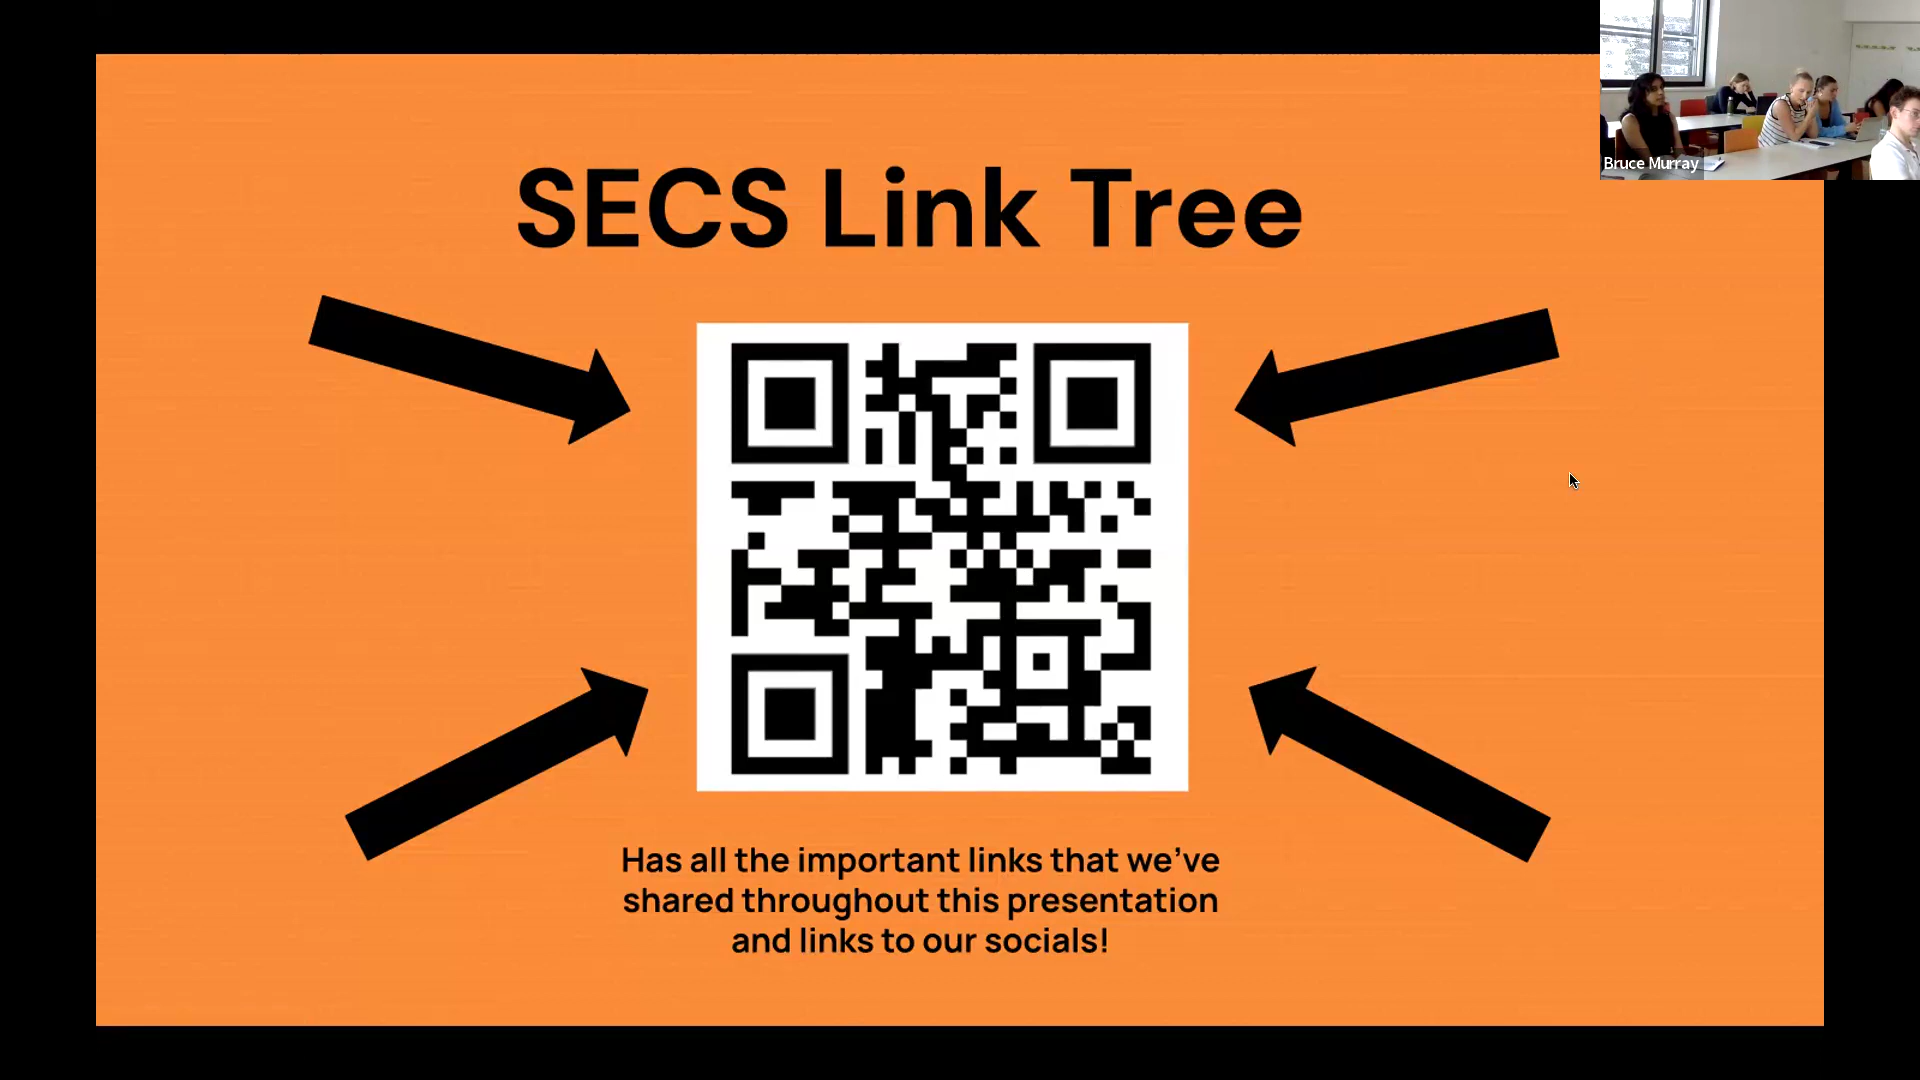 SECS Link Tree
Bruce Murray
Has all the important links that we’ve
shared throughout this presentation
and links to our socials!